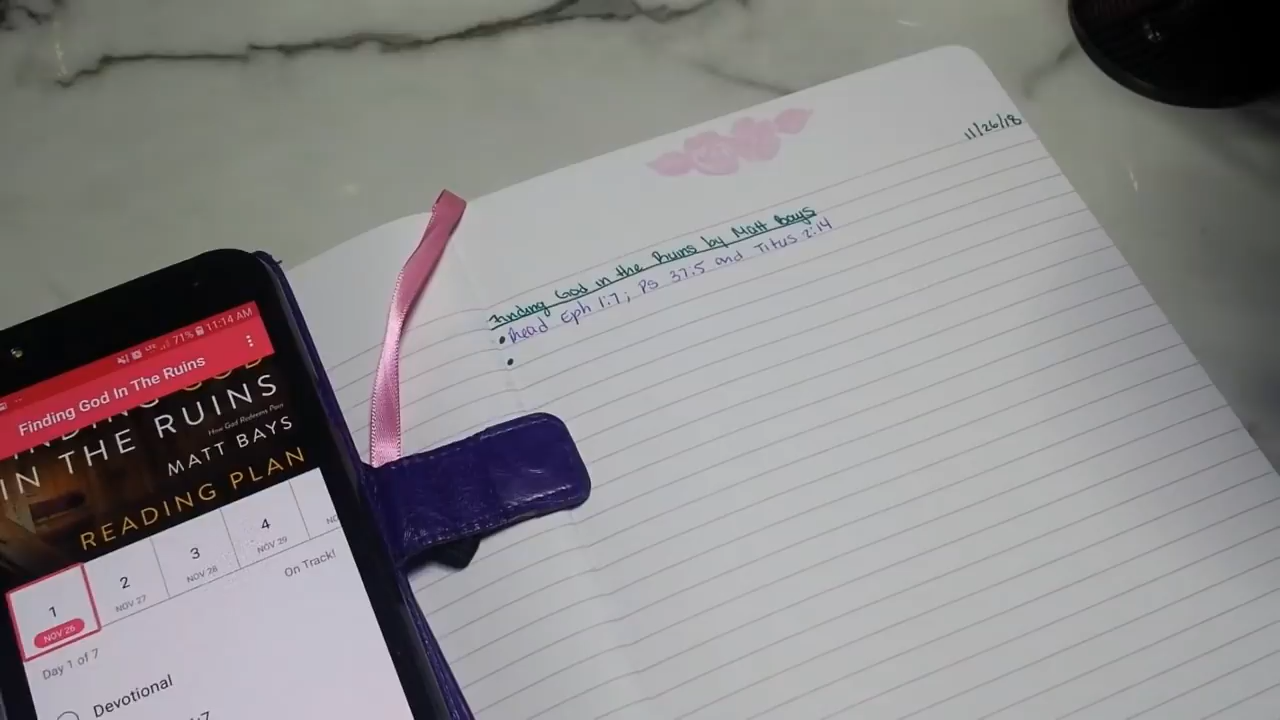 11/26/18
Finding God in the Ruins by Matt Bays
• Read Eph 1:7; Ps 37:5 and Titus 2:14
•
71% 11:14 AM
Finding God In The Ruins
IN THE RUINS
How God Redeems Pain
MATT BAYS
READING PLAN
1 2 3 4
NOV 26 NOV 27 NOV 28 NOV 29
On Track!
Day 1 of 7
Devotional